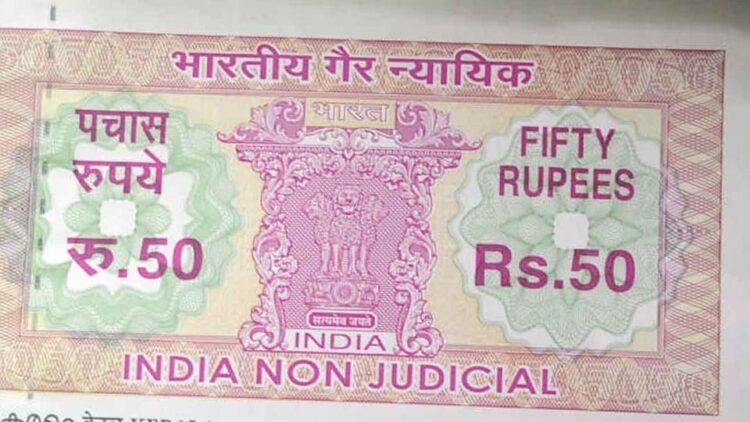 भारतीय गैर न्यायिक
भारत
पचास
रुपये
रु.50
FIFTY
RUPEES
Rs.50
सत्यमेव जयते
INDIA
INDIA NON JUDICIAL